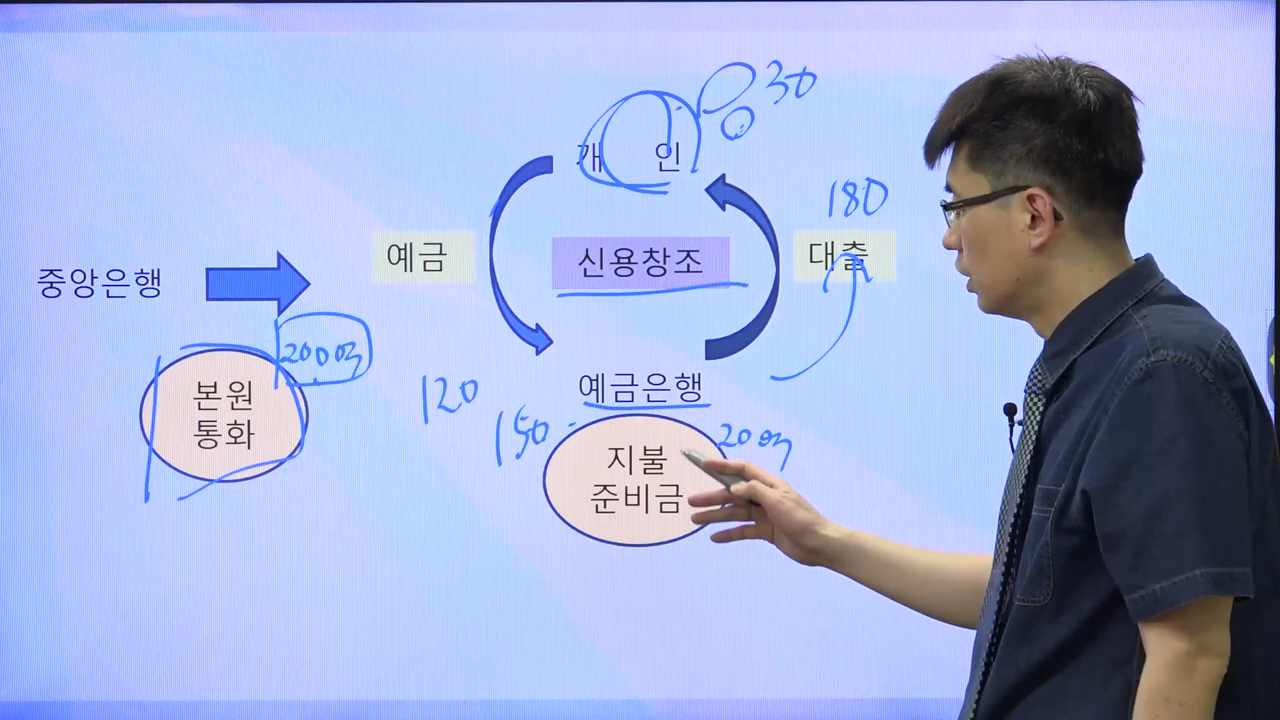 30
개 인
180
예금
대출
신용창조
중앙은행
200억
예금은행
본원
통화
120
150
200억
지불
준비금